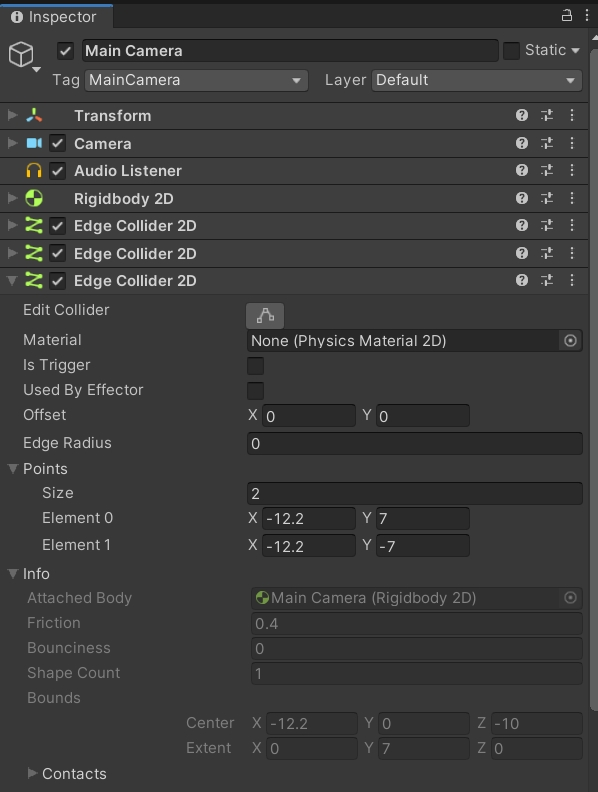 Inspector
Main Camera Static
Tag MainCamera Layer Default
Transform
Camera
Audio Listener
Rigidbody 2D
Edge Collider 2D
Edge Collider 2D
Edge Collider 2D
Edit Collider
Material None (Physics Material 2D)
Is Trigger
Used By Effector
Offset X 0 Y 0
Edge Radius 0
Points
Size 2
Element 0 X -12.2 Y 7
Element 1 X -12.2 Y -7
Info
Attached Body Main Camera (Rigidbody 2D)
Friction 0.4
Bounciness 0
Shape Count 1
Bounds
Center X -12.2 Y 0 Z -10
Extent X 0 Y 7 Z 0
Contacts